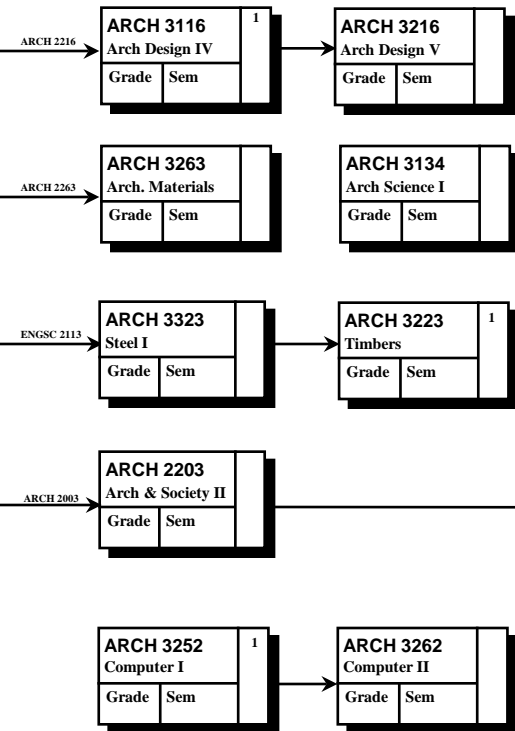 ARCH 2216
ARCH 3116
1
Arch Design IV
Grade Sem
ARCH 3216
Arch Design V
Grade Sem
ARCH 2263
ARCH 3263
Arch. Materials
Grade Sem
ARCH 3134
Arch Science I
Grade Sem
ENGSC 2113
ARCH 3323
Steel I
Grade Sem
ARCH 3223
1
Timbers
Grade Sem
ARCH 2003
ARCH 2203
Arch & Society II
Grade Sem
ARCH 3252
1
Computer I
Grade Sem
ARCH 3262
Computer II
Grade Sem